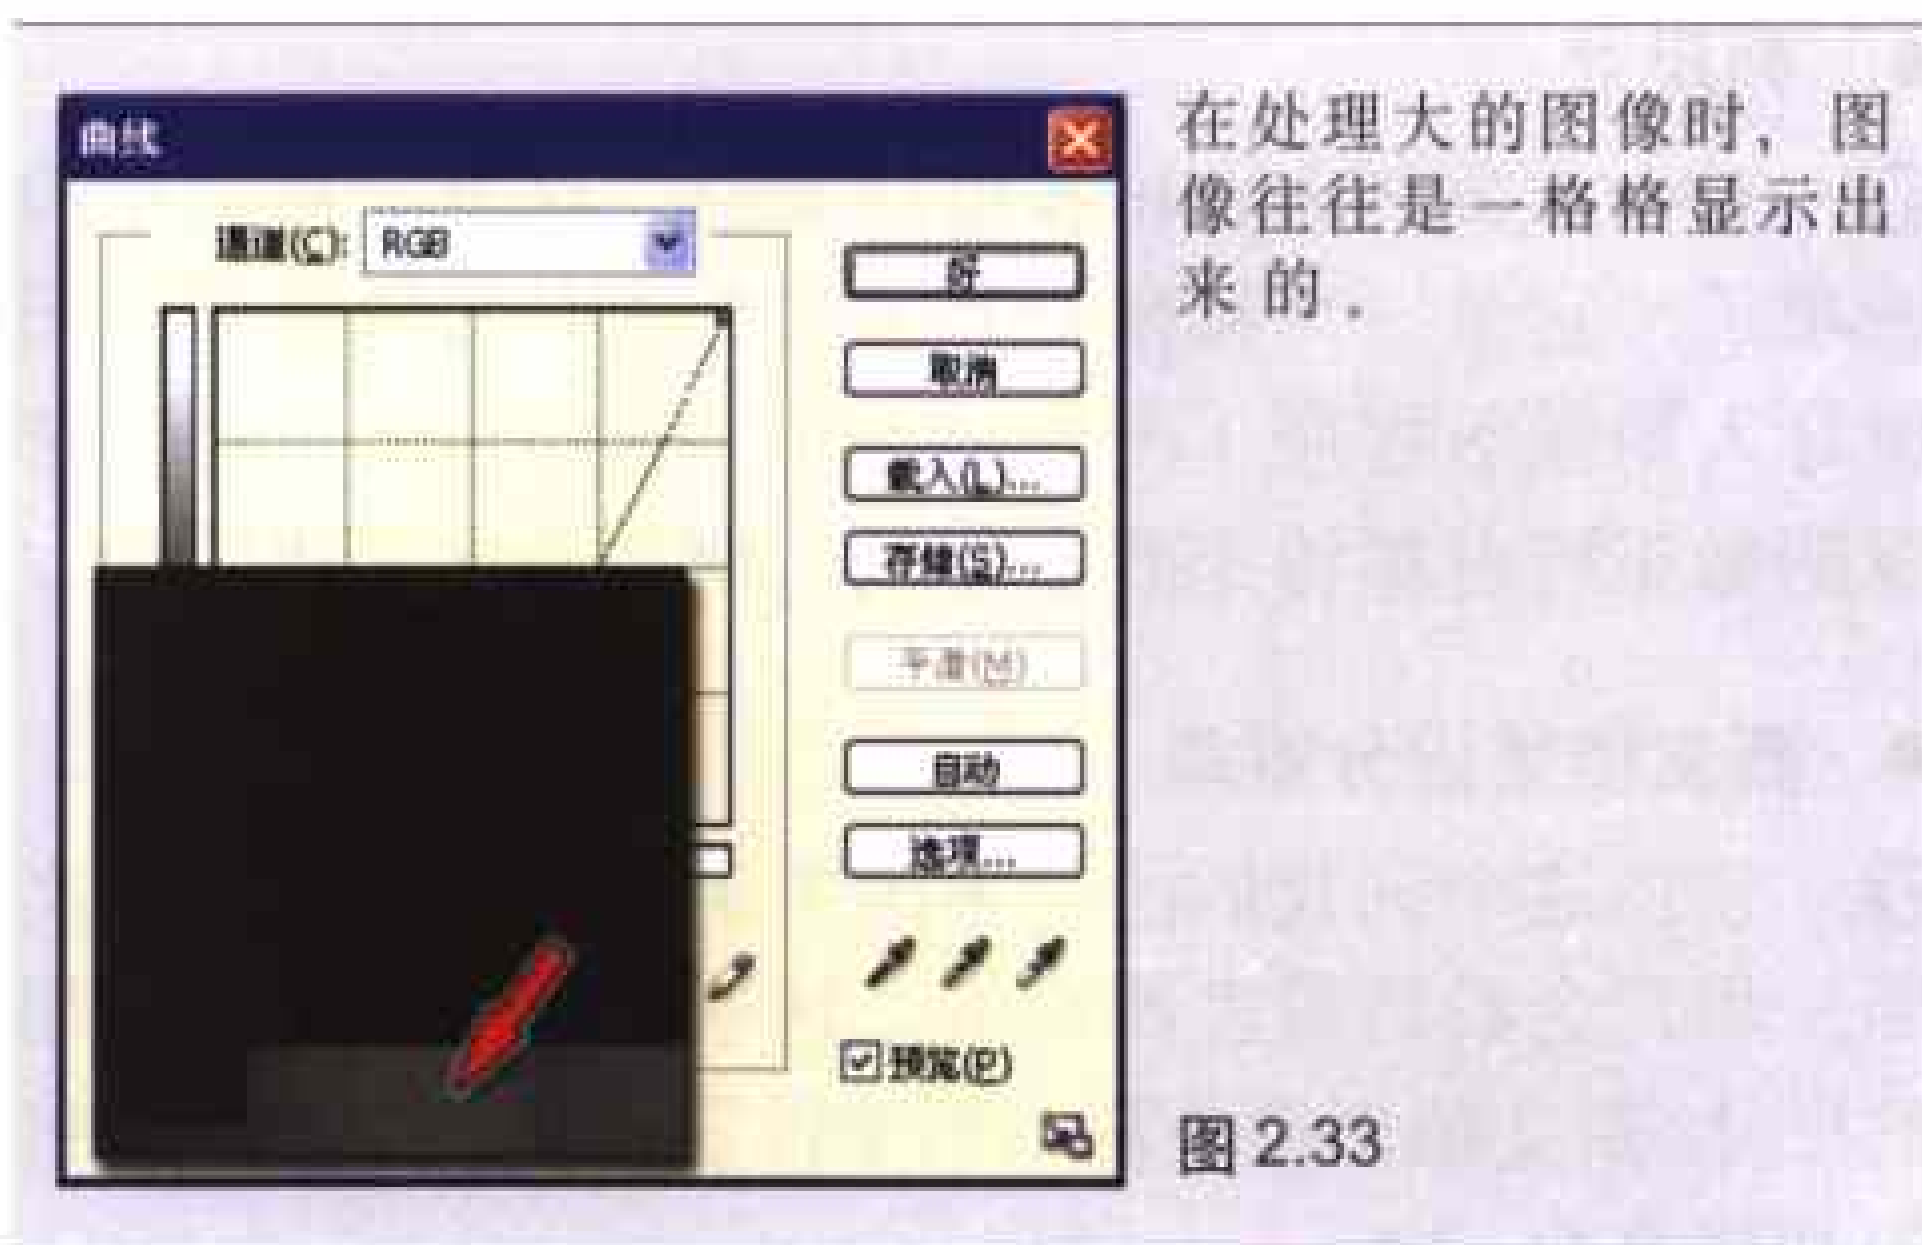 曲线
通道(C): RGB
好
取消
载入(L)...
存储(S)...
平滑(M)
自动
选项...
预览(P)
在处理大的图像时，图
像往往是一格格显示出
来的．
图 2.33